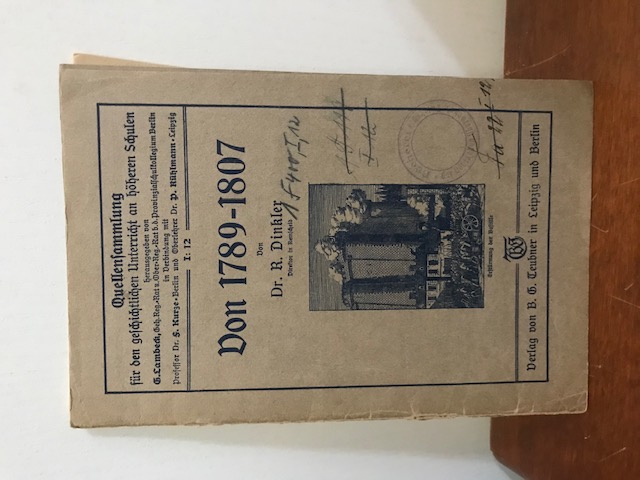 Quellensammlung
für den geschichtlichen Unterricht an höheren Schulen
herausgegeben von
G. Lambeck, Geh. Reg.-Rat u. Ober-Reg.-Rat b. d. Provinzialschulkollegium Berlin
in Verbindung mit
Professor Dr. F. Kurze-Berlin und Oberlehrer Dr. P. Rühlmann-Leipzig
I: 12
Von 1789-1807
Von
Dr. R. Dinkler
Direktor in Remscheid
Erstürmung der Bastille
Verlag von B. G. Teubner in Leipzig und Berlin